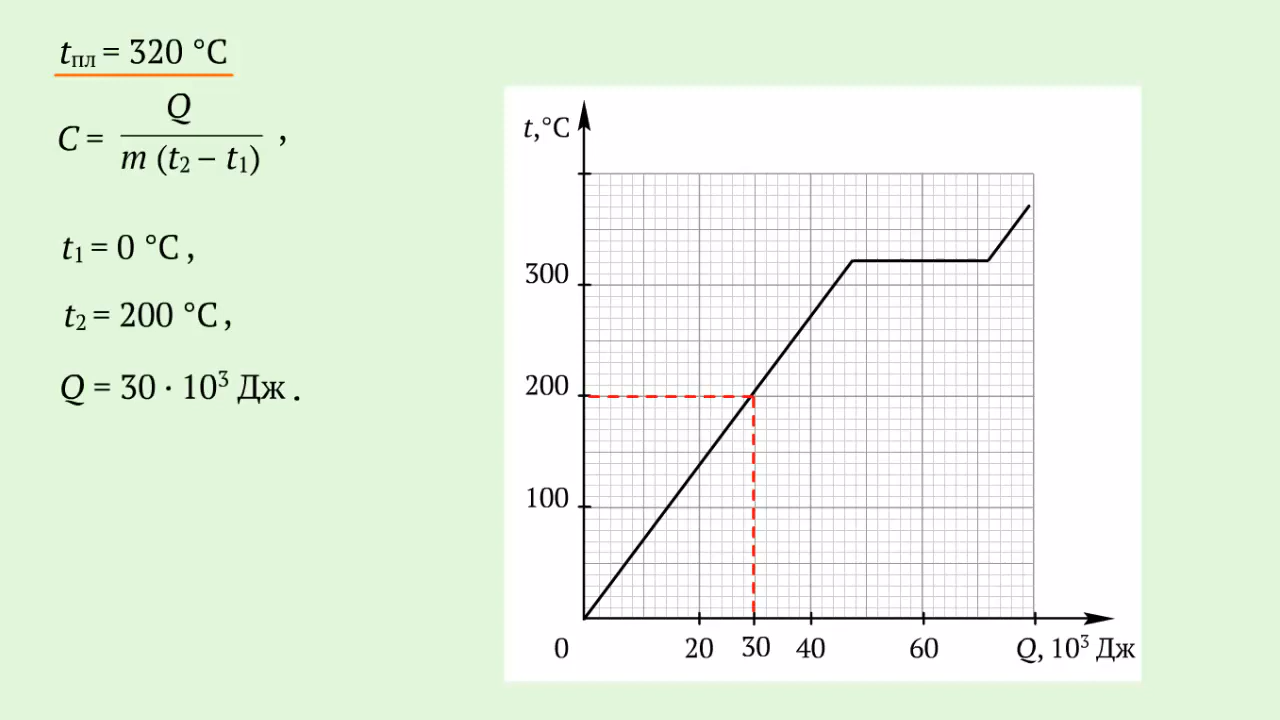 tпл = 320 °C
C = Q / m (t₂ – t₁) ,
t₁ = 0 °C ,
t₂ = 200 °C ,
Q = 30 · 10³ Дж .
t,°C
300
200
100
0 20 30 40 60 Q, 10³ Дж